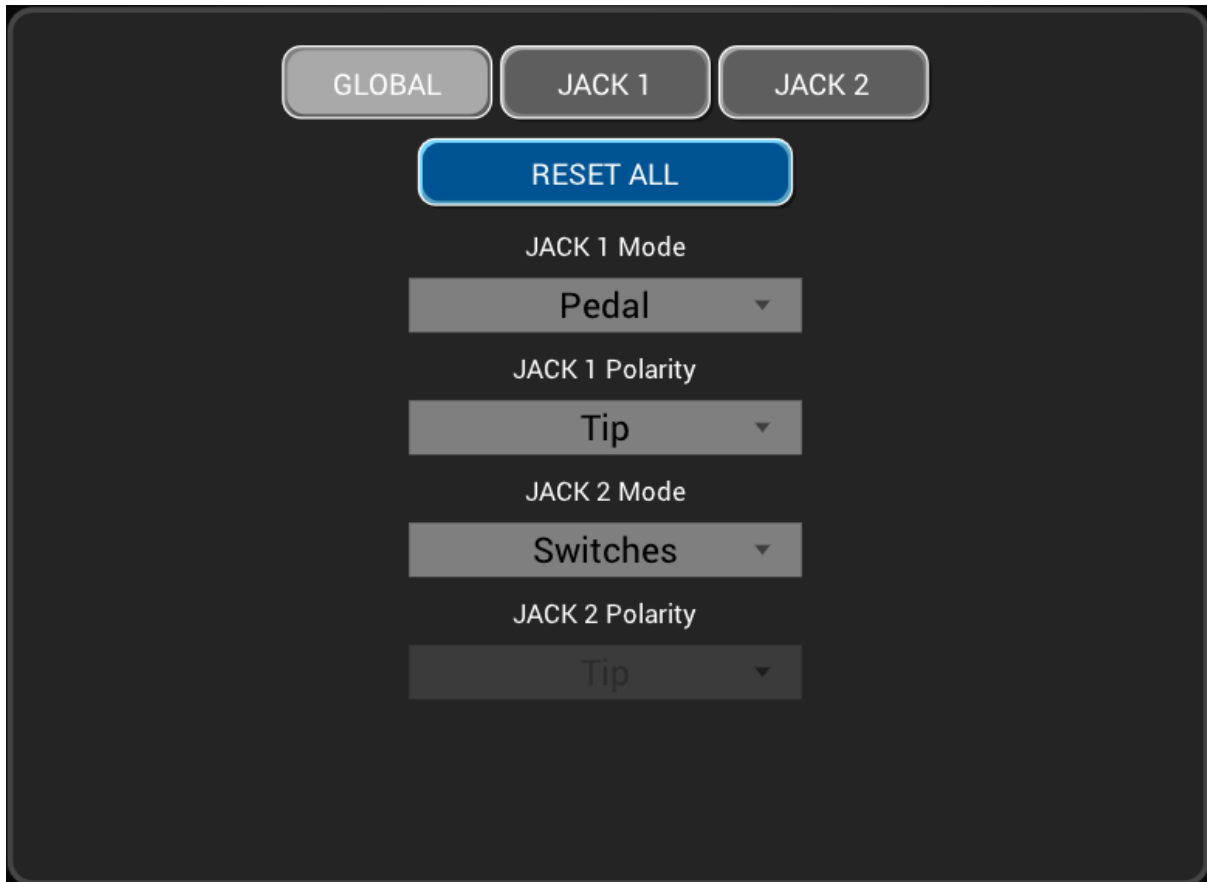 GLOBAL JACK 1 JACK 2
RESET ALL
JACK 1 Mode
Pedal
JACK 1 Polarity
Tip
JACK 2 Mode
Switches
JACK 2 Polarity
Tip